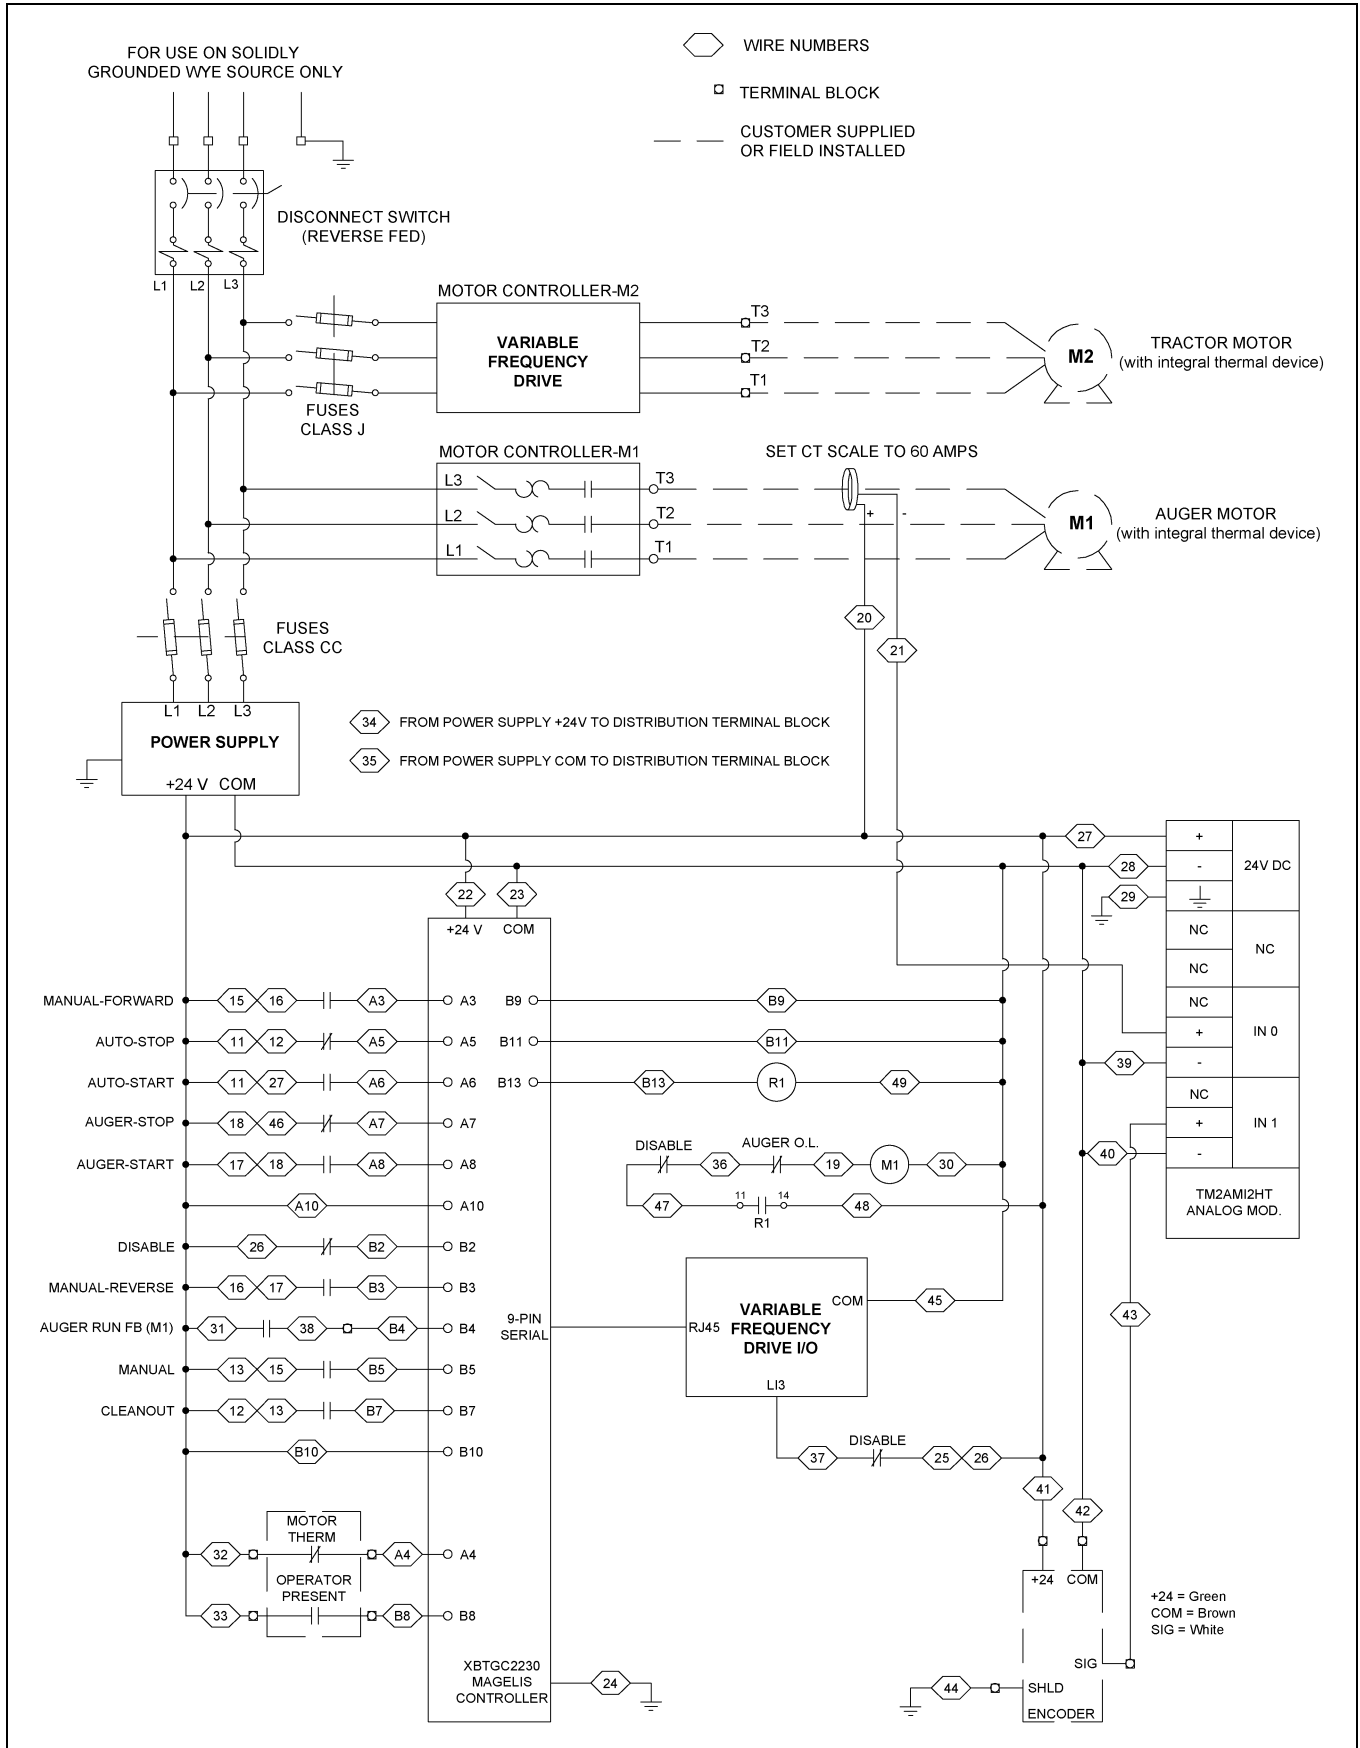 FOR USE ON SOLIDLY
GROUNDED WYE SOURCE ONLY
WIRE NUMBERS
TERMINAL BLOCK
CUSTOMER SUPPLIED
OR FIELD INSTALLED
DISCONNECT SWITCH
(REVERSE FED)
L1 L2 L3
MOTOR CONTROLLER-M2
VARIABLE
FREQUENCY
DRIVE
T3
T2
T1
M2
TRACTOR MOTOR
(with integral thermal device)
FUSES
CLASS J
MOTOR CONTROLLER-M1
L3
L2
L1
T3
T2
T1
SET CT SCALE TO 60 AMPS
+ -
M1
AUGER MOTOR
(with integral thermal device)
20
21
FUSES
CLASS CC
L1 L2 L3
POWER SUPPLY
+24 V COM
34 FROM POWER SUPPLY +24V TO DISTRIBUTION TERMINAL BLOCK
35 FROM POWER SUPPLY COM TO DISTRIBUTION TERMINAL BLOCK
22 23
+24 V COM
27 +
28 - 24V DC
29
NC
NC
NC
NC
+ IN 0
39 -
NC
+ IN 1
40 -
TM2AMI2HT
ANALOG MOD.
MANUAL-FORWARD 15 16 A3 A3
AUTO-STOP 11 12 A5 A5
AUTO-START 11 27 A6 A6
AUGER-STOP 18 46 A7 A7
AUGER-START 17 18 A8 A8
A10 A10
DISABLE 26 B2 B2
MANUAL-REVERSE 16 17 B3 B3
AUGER RUN FB (M1) 31 38 B4 B4
MANUAL 13 15 B5 B5
CLEANOUT 12 13 B7 B7
B10 B10
MOTOR
THERM
32 A4 A4
OPERATOR
PRESENT
33 B8 B8
B9 B9
B11 B11
B13 B13 R1 49
DISABLE AUGER O.L.
36 19 M1 30
47 11 14 48
R1
9-PIN
SERIAL
RJ45
VARIABLE
FREQUENCY
DRIVE I/O
COM 45
LI3
DISABLE
37 25 26
41
42
43
XBTGC2230
MAGELIS
CONTROLLER
24
+24 COM
SIG
SHLD
ENCODER
44
+24 = Green
COM = Brown
SIG = White